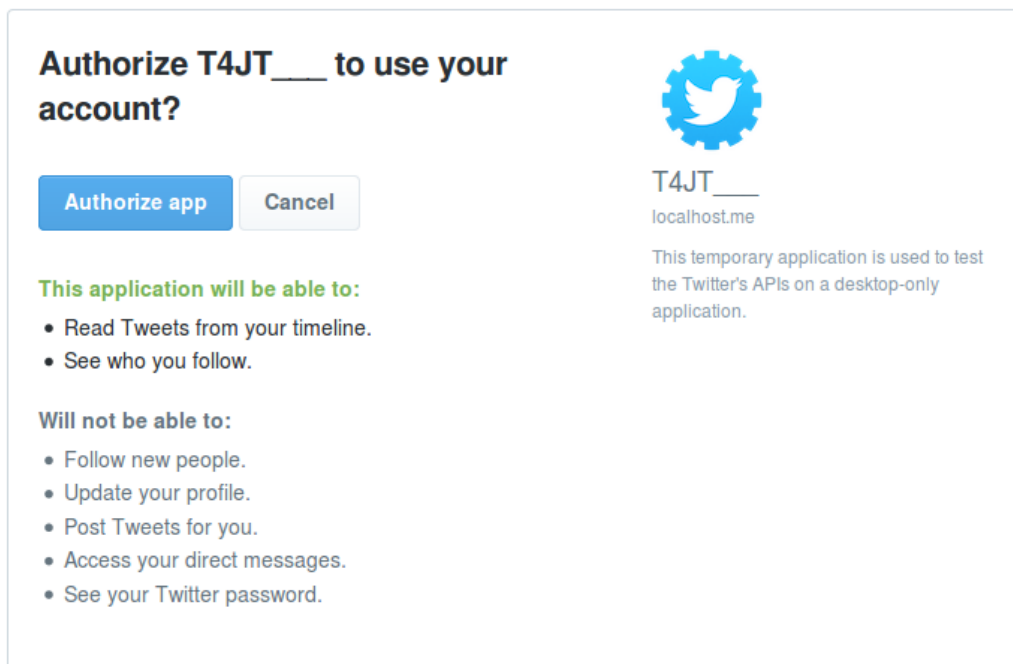 Authorize T4JT___ to use your
account?
Authorize app
Cancel
This application will be able to:
• Read Tweets from your timeline.
• See who you follow.
Will not be able to:
• Follow new people.
• Update your profile.
• Post Tweets for you.
• Access your direct messages.
• See your Twitter password.
T4JT___
localhost.me
This temporary application is used to test
the Twitter's APIs on a desktop-only
application.